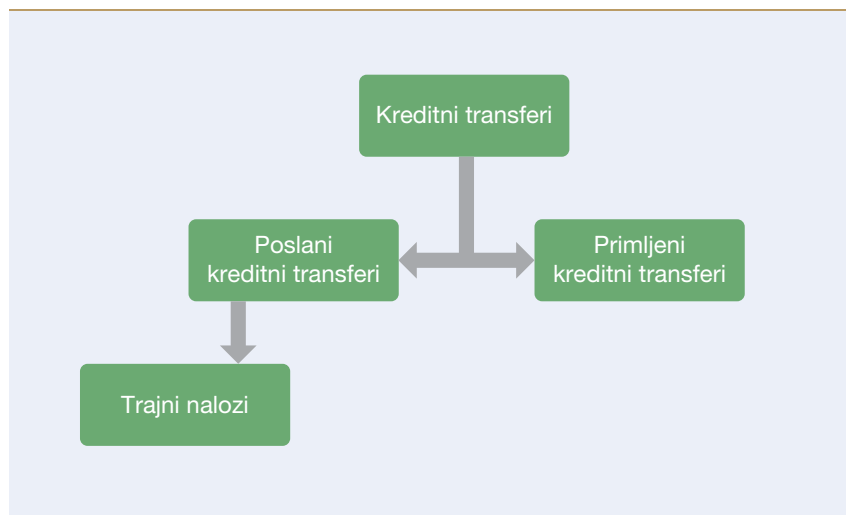 Kreditni transferi
Poslani
kreditni transferi
Primljeni
kreditni transferi
Trajni nalozi